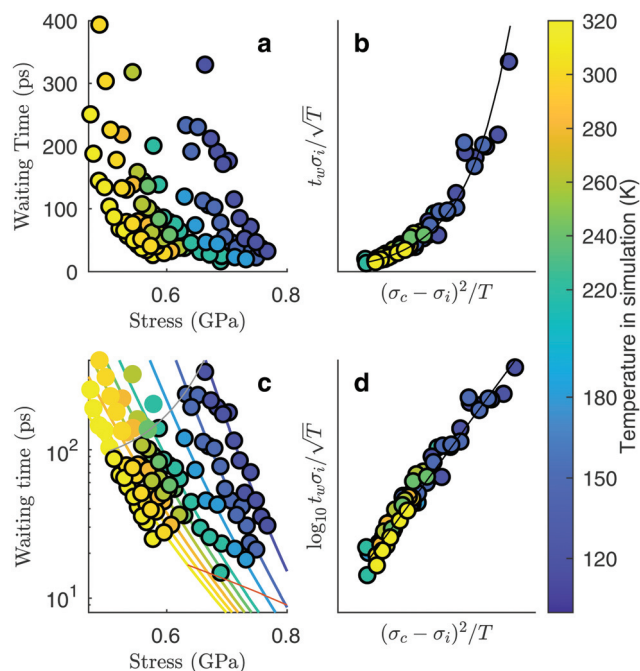 a
400
300
200
100
0
Waiting Time (ps)
0.6
0.8
Stress (GPa)
b
t_wσ_i/√T
(σ_c − σ_i)²/T
c
10²
10¹
Waiting time (ps)
0.6
0.8
Stress (GPa)
d
log₁₀ t_wσ_i/√T
(σ_c − σ_i)²/T
320
300
260
240
220
180
150
120
Temperature in simulation (K)